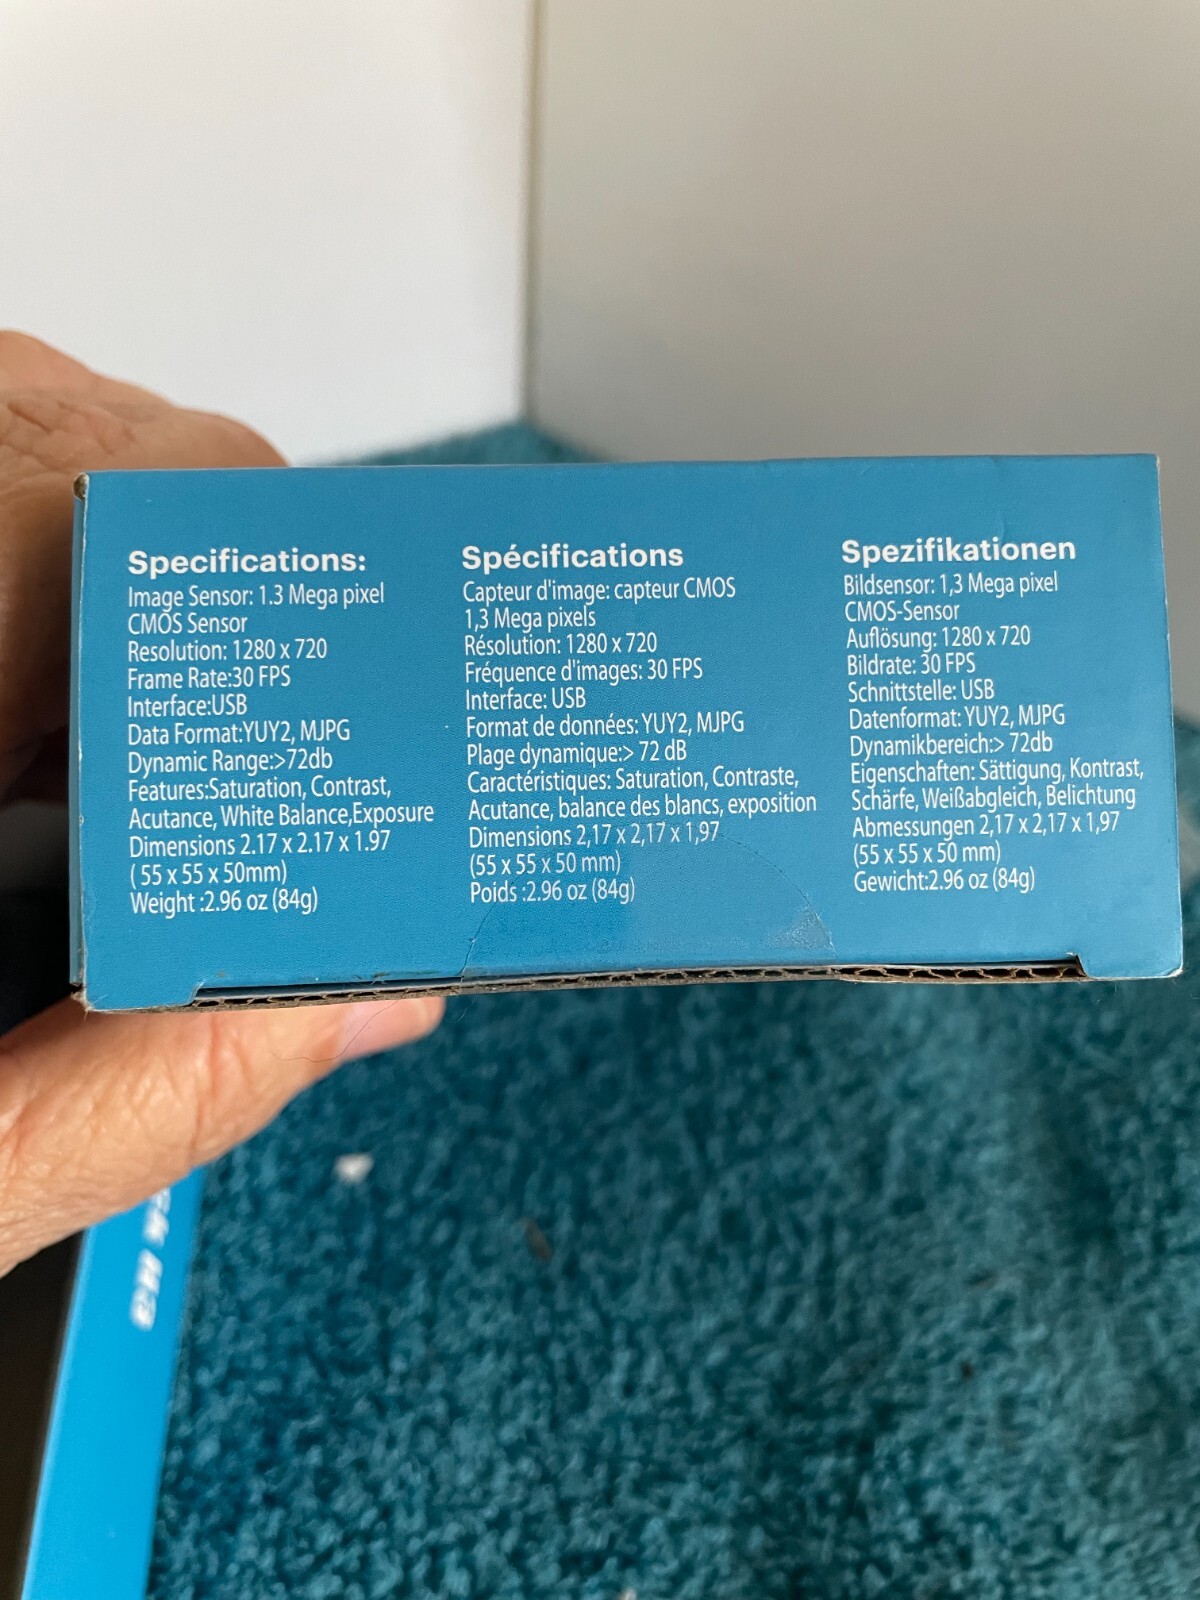 Specifications:
Image Sensor: 1.3 Mega pixel
CMOS Sensor
Resolution: 1280 x 720
Frame Rate:30 FPS
Interface:USB
Data Format:YUY2, MJPG
Dynamic Range:>72db
Features:Saturation, Contrast,
Acutance, White Balance,Exposure
Dimensions 2.17 x 2.17 x 1.97
( 55 x 55 x 50mm)
Weight :2.96 oz (84g)
Spécifications
Capteur d'image: capteur CMOS
1,3 Mega pixels
Résolution: 1280 x 720
Fréquence d'images: 30 FPS
Interface: USB
Format de données: YUY2, MJPG
Plage dynamique:> 72 dB
Caractéristiques: Saturation, Contraste,
Acutance, balance des blancs, exposition
Dimensions 2,17 x 2,17 x 1,97
(55 x 55 x 50 mm)
Poids :2.96 oz (84g)
Spezifikationen
Bildsensor: 1,3 Mega pixel
CMOS-Sensor
Auflösung: 1280 x 720
Bildrate: 30 FPS
Schnittstelle: USB
Datenformat: YUY2, MJPG
Dynamikbereich:> 72db
Eigenschaften: Sättigung, Kontrast,
Schärfe, Weißabgleich, Belichtung
Abmessungen 2,17 x 2,17 x 1,97
(55 x 55 x 50 mm)
Gewicht:2.96 oz (84g)